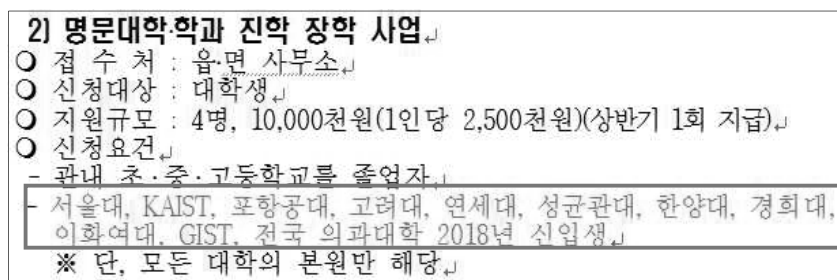 2) 명문대학·학과 진학 장학 사업
○ 접 수 처 : 읍·면 사무소
○ 신청대상 : 대학생
○ 지원규모 : 4명, 10,000천원(1인당 2,500천원)(상반기 1회 지급)
○ 신청요건
- 관내 초·중·고등학교를 졸업자
- 서울대, KAIST, 포항공대, 고려대, 연세대, 성균관대, 한양대, 경희대,
이화여대, GIST, 전국 의과대학 2018년 신입생
※ 단, 모든 대학의 본원만 해당